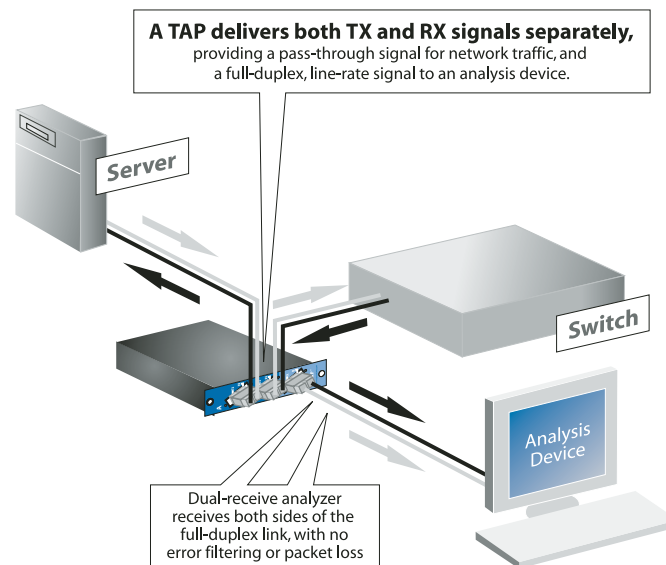 A TAP delivers both TX and RX signals separately,
providing a pass-through signal for network traffic, and
a full-duplex, line-rate signal to an analysis device.
Server
Switch
Analysis
Device
Dual-receive analyzer
receives both sides of the
full-duplex link, with no
error filtering or packet loss